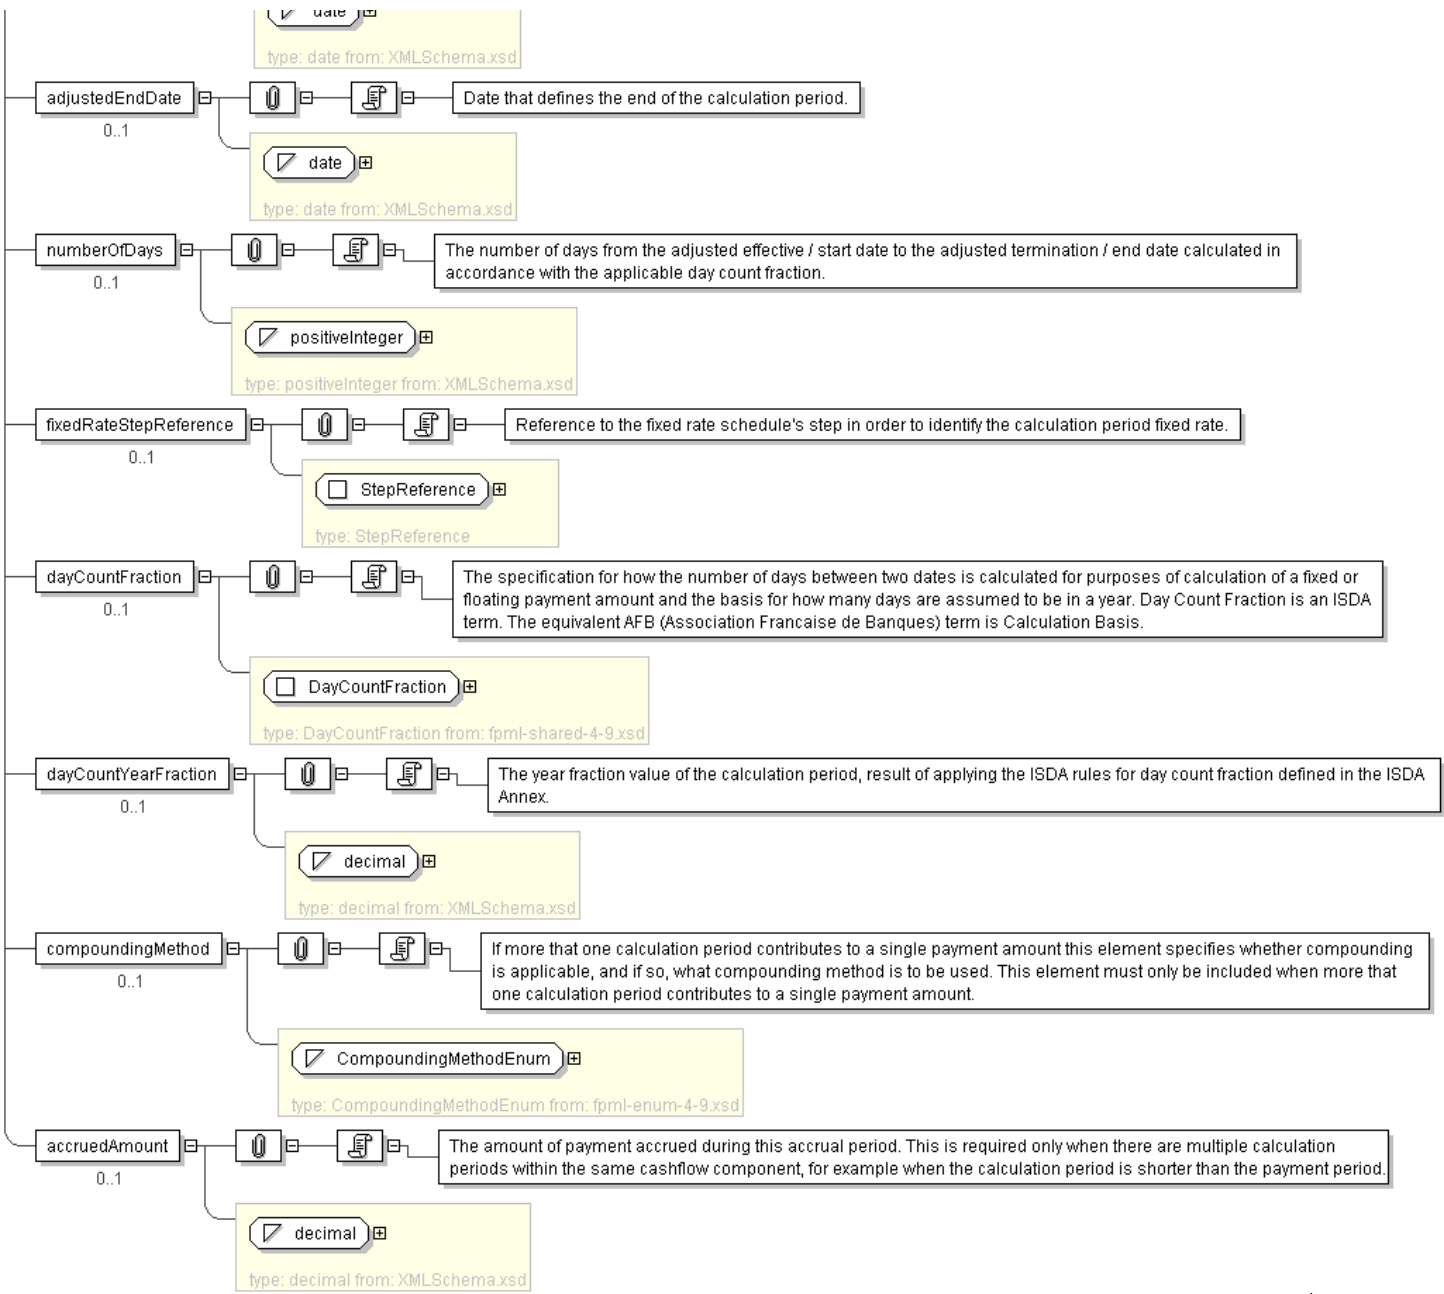 date
type: date from: XMLSchema.xsd
adjustedEndDate
Date that defines the end of the calculation period.
0..1
date
type: date from: XMLSchema.xsd
numberOfDays
The number of days from the adjusted effective / start date to the adjusted termination / end date calculated in
accordance with the applicable day count fraction.
0..1
positiveInteger
type: positiveInteger from: XMLSchema.xsd
fixedRateStepReference
Reference to the fixed rate schedule's step in order to identify the calculation period fixed rate.
0..1
StepReference
type: StepReference
dayCountFraction
The specification for how the number of days between two dates is calculated for purposes of calculation of a fixed or
floating payment amount and the basis for how many days are assumed to be in a year. Day Count Fraction is an ISDA
term. The equivalent AFB (Association Francaise de Banques) term is Calculation Basis.
0..1
DayCountFraction
type: DayCountFraction from: fpml-shared-4-9.xsd
dayCountYearFraction
The year fraction value of the calculation period, result of applying the ISDA rules for day count fraction defined in the ISDA
Annex.
0..1
decimal
type: decimal from: XMLSchema.xsd
compoundingMethod
If more that one calculation period contributes to a single payment amount this element specifies whether compounding
is applicable, and if so, what compounding method is to be used. This element must only be included when more that
one calculation period contributes to a single payment amount.
0..1
CompoundingMethodEnum
type: CompoundingMethodEnum from: fpml-enum-4-9.xsd
accruedAmount
The amount of payment accrued during this accrual period. This is required only when there are multiple calculation
periods within the same cashflow component, for example when the calculation period is shorter than the payment period.
0..1
decimal
type: decimal from: XMLSchema.xsd